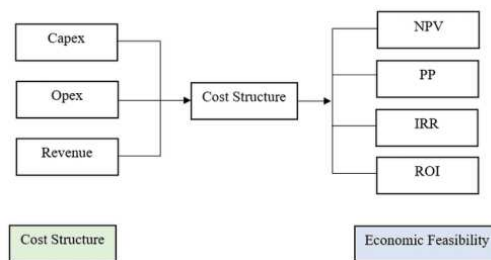 Capex
Opex
Revenue
Cost Structure
NPV
PP
IRR
ROI
Cost Structure
Economic Feasibility